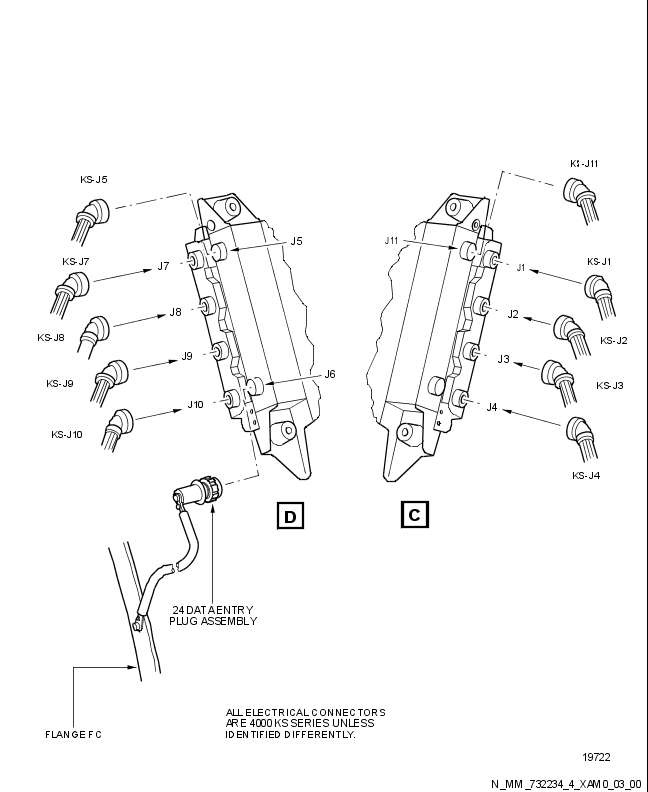 KS-J11
KS-J5
J5
J11
KS-J7
J7
J1
KS-J1
J8
J2
KS-J8
KS-J2
J9
J3
J6
KS-J9
KS-J3
J10
J4
KS-J10
KS-J4
D
C
24 DATA ENTRY
PLUG ASSEMBLY
ALL ELECTRICAL CONNECTORS
ARE 4000 KS SERIES UNLESS
IDENTIFIED DIFFERENTLY.
FLANGE FC
19722
N_MM_732234_4_XAM0_03_00